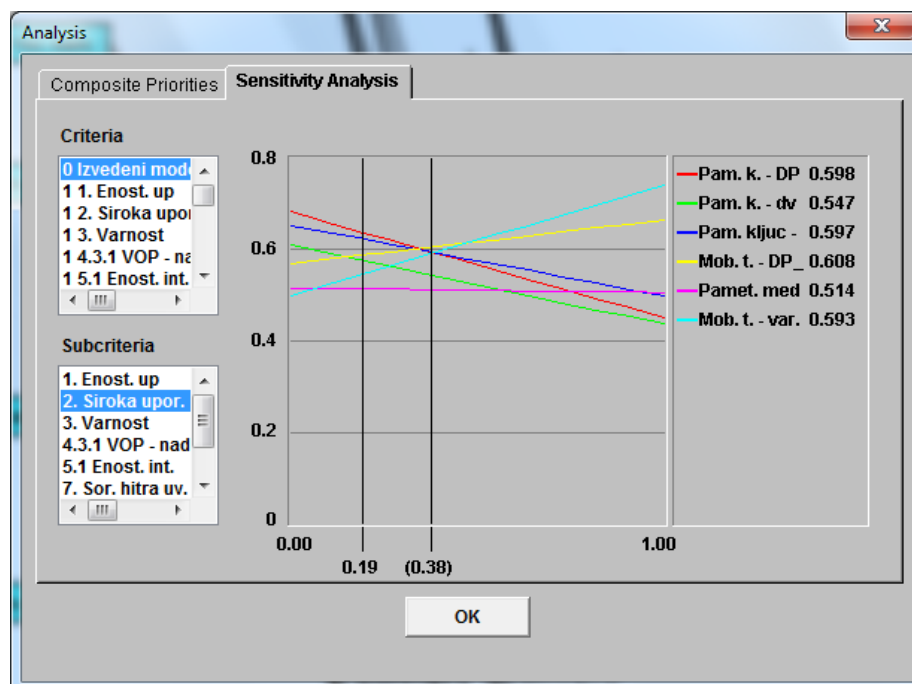 Analysis
Composite Priorities
Sensitivity Analysis
Criteria
0 Izvedeni mod
1 1. Enost. up
1 2. Siroka upor
1 3. Varnost
1 4.3.1 VOP - na
1 5.1 Enost. int.
Subcriteria
1. Enost. up
2. Siroka upor.
3. Varnost
4.3.1 VOP - nad
5.1 Enost. int.
7. Sor. hitra uv.
0.8
0.6
0.4
0.2
0
0.00
1.00
0.19
(0.38)
Pam. k. - DP 0.598
Pam. k. - dv 0.547
Pam. kljuc - 0.597
Mob. t. - DP_ 0.608
Pamet. med 0.514
Mob. t. - var. 0.593
OK